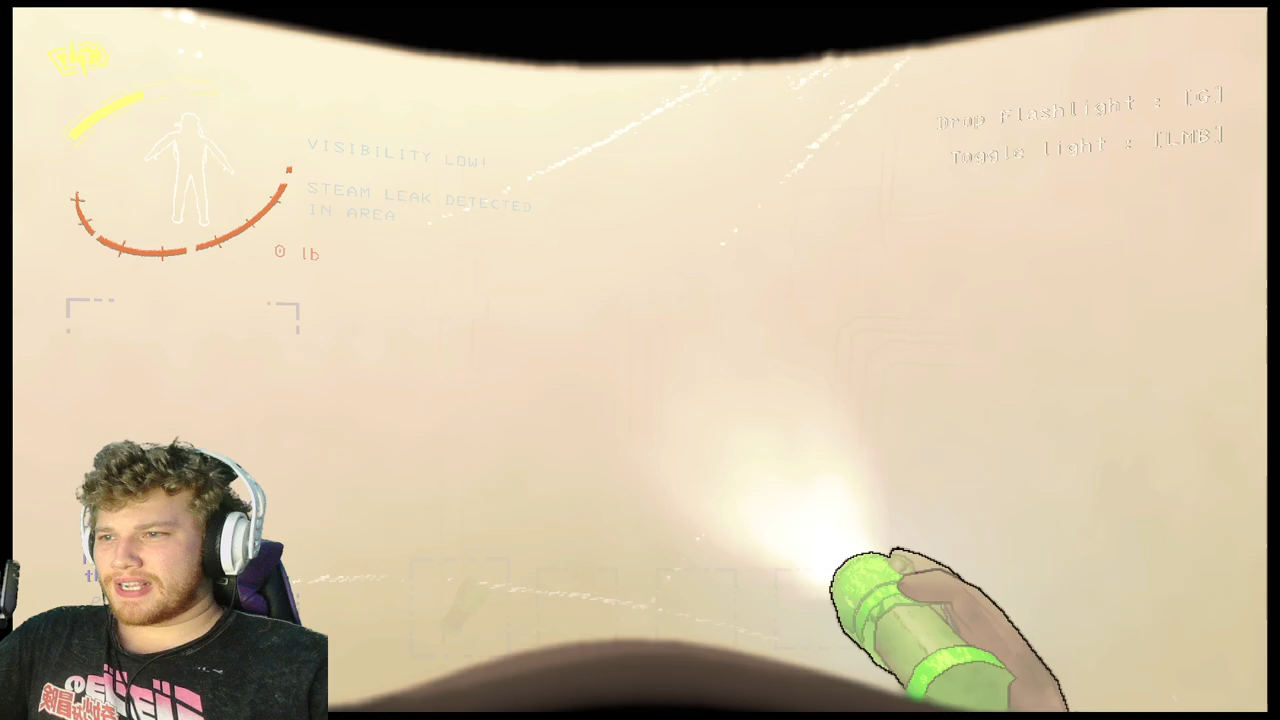 Drop Flashlight : [G]
Toggle light : [LMB]
VISIBILITY LOW!
STEAM LEAK DETECTED
IN AREA
0 lb